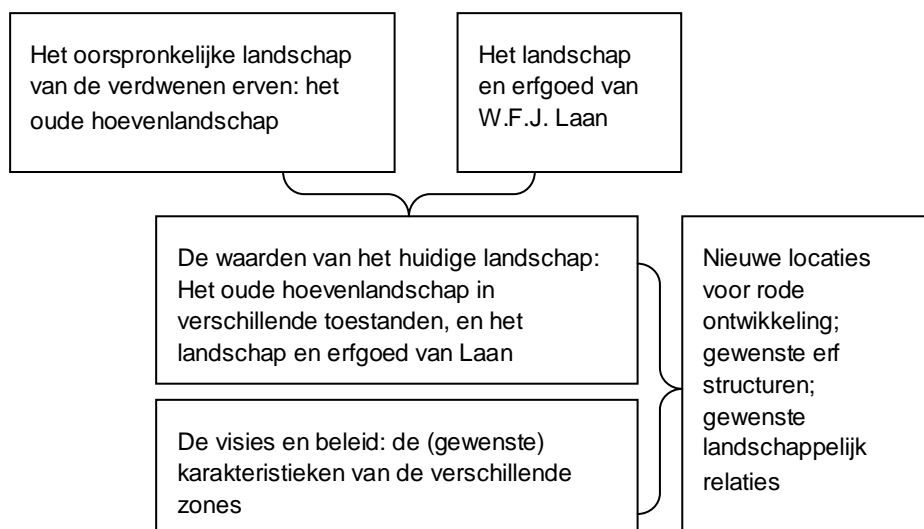 Het oorspronkelijke landschap
van de verdwenen erven: het
oude hoevenlandschap
Het landschap
en erfgoed van
W.F.J. Laan
De waarden van het huidige landschap:
Het oude hoevenlandschap in
verschillende toestanden, en het
landschap en erfgoed van Laan
De visies en beleid: de (gewenste)
karakteristieken van de verschillende
zones
Nieuwe locaties
voor rode
ontwikkeling;
gewenste erf
structuren;
gewenste
landschappelijk
relaties